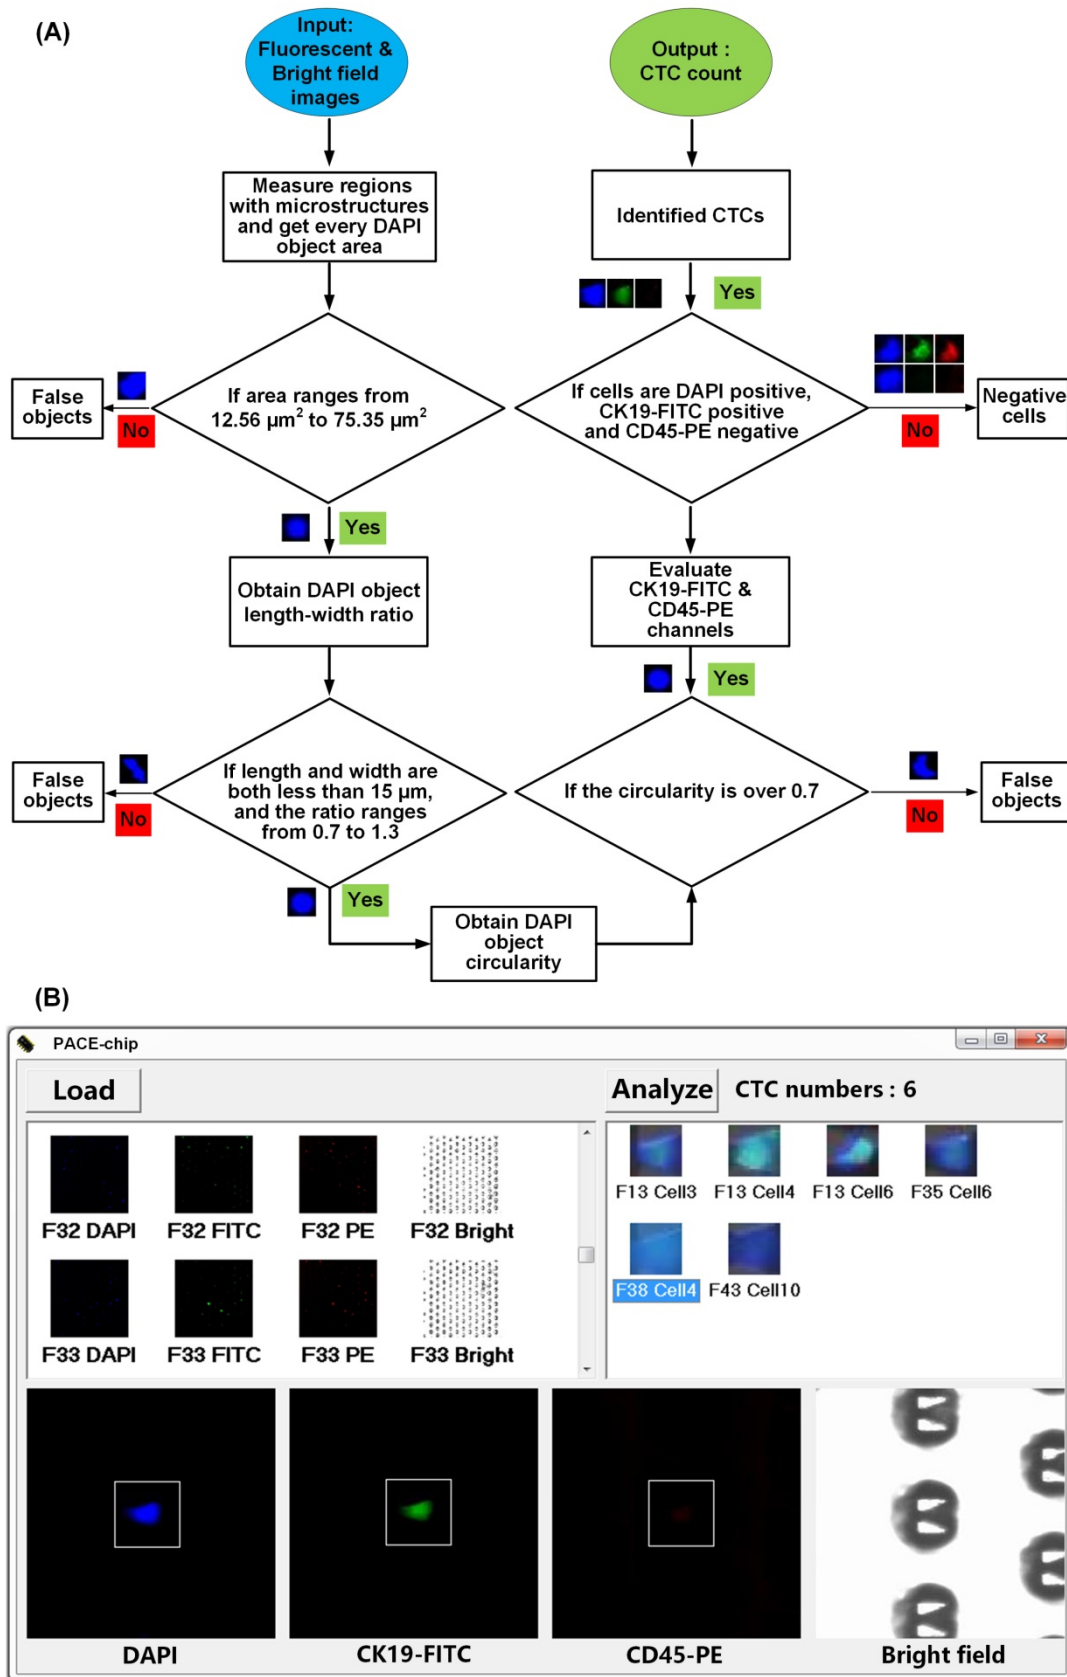 (A)
Input:
Fluorescent &
Bright field
images
Output :
CTC count
Measure regions
with microstructures
and get every DAPI
object area
Identified CTCs
Yes
If area ranges from
12.56 µm² to 75.35 µm²
False
objects
No
If cells are DAPI positive,
CK19-FITC positive
and CD45-PE negative
No
Negative
cells
Yes
Obtain DAPI object
length-width ratio
Evaluate
CK19-FITC &
CD45-PE
channels
Yes
If length and width are
both less than 15 µm,
and the ratio ranges
from 0.7 to 1.3
False
objects
No
If the circularity is over 0.7
No
False
objects
Yes
Obtain DAPI
object
circularity
(B)
PACE-chip
Load
Analyze CTC numbers : 6
F32 DAPI F32 FITC F32 PE F32 Bright
F33 DAPI F33 FITC F33 PE F33 Bright
F13 Cell3 F13 Cell4 F13 Cell6 F35 Cell6
F38 Cell4 F43 Cell10
DAPI CK19-FITC CD45-PE Bright field